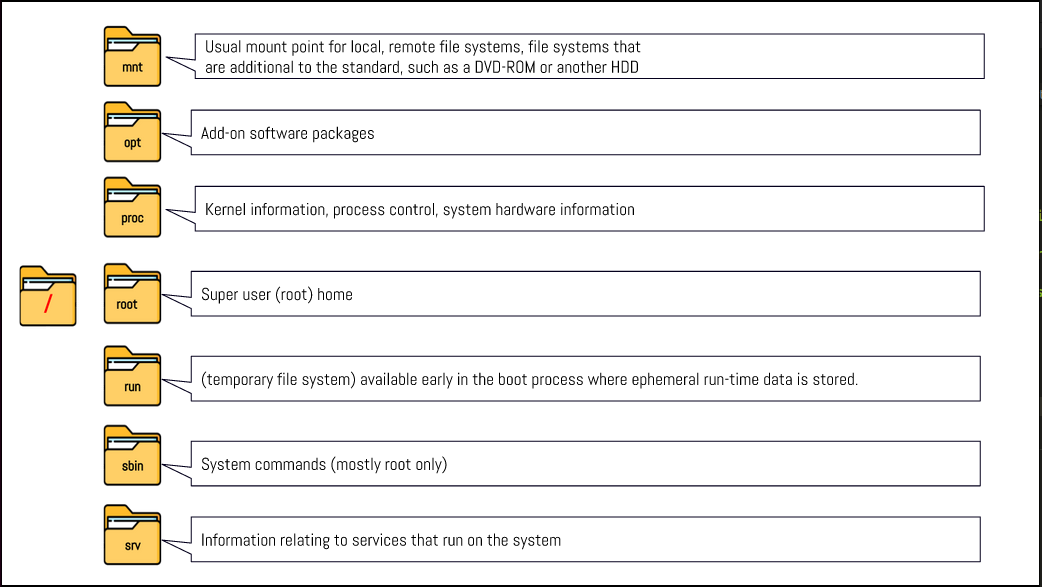 mnt
Usual mount point for local, remote file systems, file systems that
are additional to the standard, such as a DVD-ROM or another HDD
opt
Add-on software packages
proc
Kernel information, process control, system hardware information
/
root
Super user (root) home
run
(temporary file system) available early in the boot process where ephemeral run-time data is stored.
sbin
System commands (mostly root only)
srv
Information relating to services that run on the system